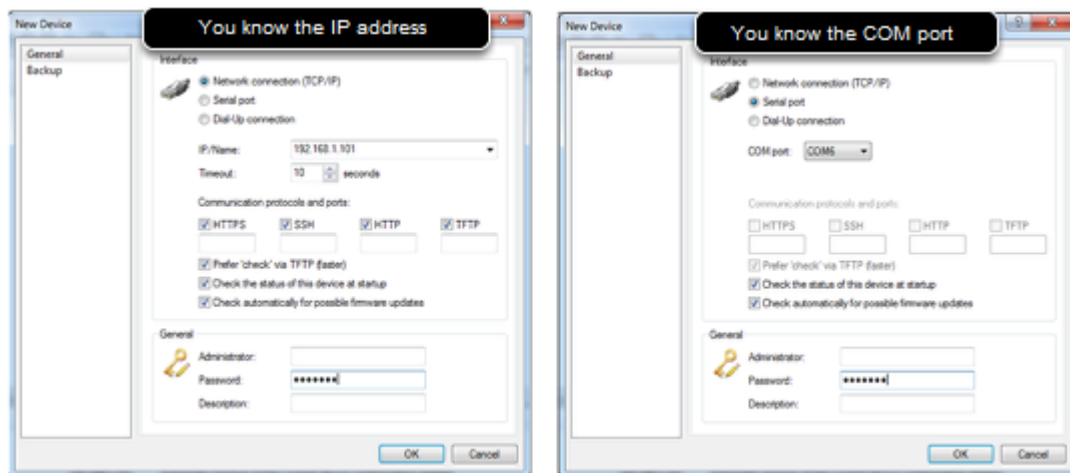 New Device
You know the IP address
General
Backup
Interface
Network connection (TCP/IP)
Serial port
Dial-Up connection
IP/Name: 192.168.1.101
Timeout: 10 seconds
Communication protocols and ports:
HTTPS SSH HTTP TFTP
Prefer 'check' via TFTP (faster)
Check the status of this device at startup
Check automatically for possible firmware updates
General
Administrator:
Password: •••••••
Description:
OK Cancel
New Device
You know the COM port
General
Backup
Interface
Network connection (TCP/IP)
Serial port
Dial-Up connection
COM port: COM6
Communication protocols and ports:
HTTPS SSH HTTP TFTP
Prefer 'check' via TFTP (faster)
Check the status of this device at startup
Check automatically for possible firmware updates
General
Administrator:
Password: •••••••
Description:
OK Cancel